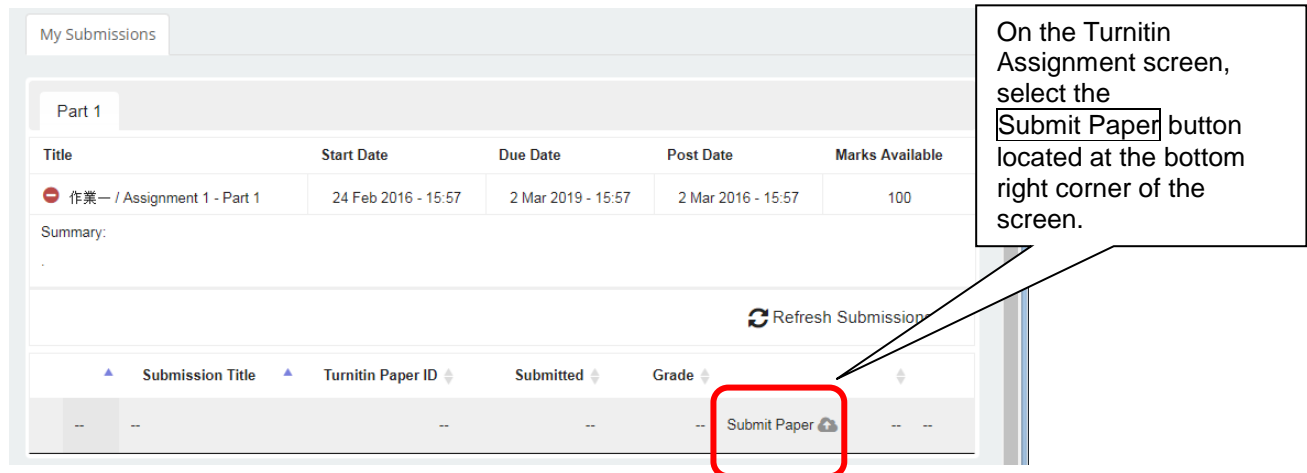 My Submissions
Part 1
Title Start Date Due Date Post Date Marks Available
作業一 / Assignment 1 - Part 1 24 Feb 2016 - 15:57 2 Mar 2019 - 15:57 2 Mar 2016 - 15:57 100
Summary:
.
Refresh Submissions
Submission Title Turnitin Paper ID Submitted Grade
-- -- -- -- -- Submit Paper -- --
On the Turnitin
Assignment screen,
select the
Submit Paper button
located at the bottom
right corner of the
screen.